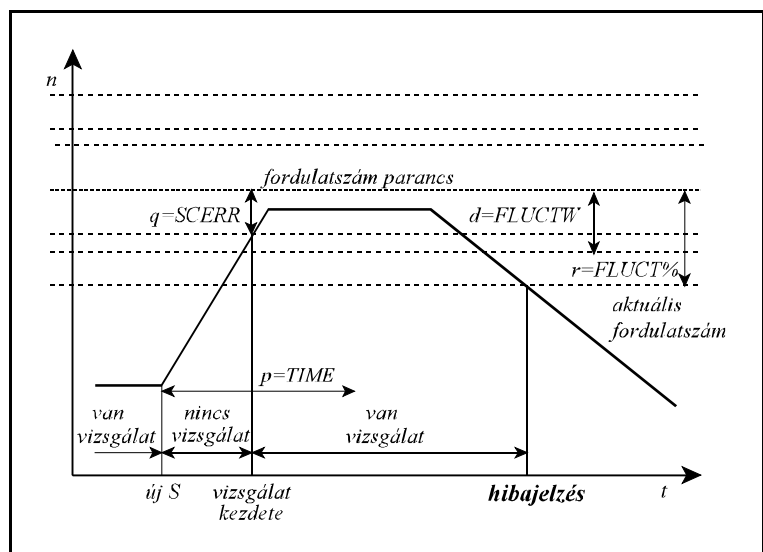 n
fordulatszám parancs
q=SCERR
d=FLUCTW
r=FLUCT%
aktuális
fordulatszám
p=TIME
van
vizsgálat
nincs
vizsgálat
van
vizsgálat
új S
vizsgálat
kezdete
hibajelzés
t